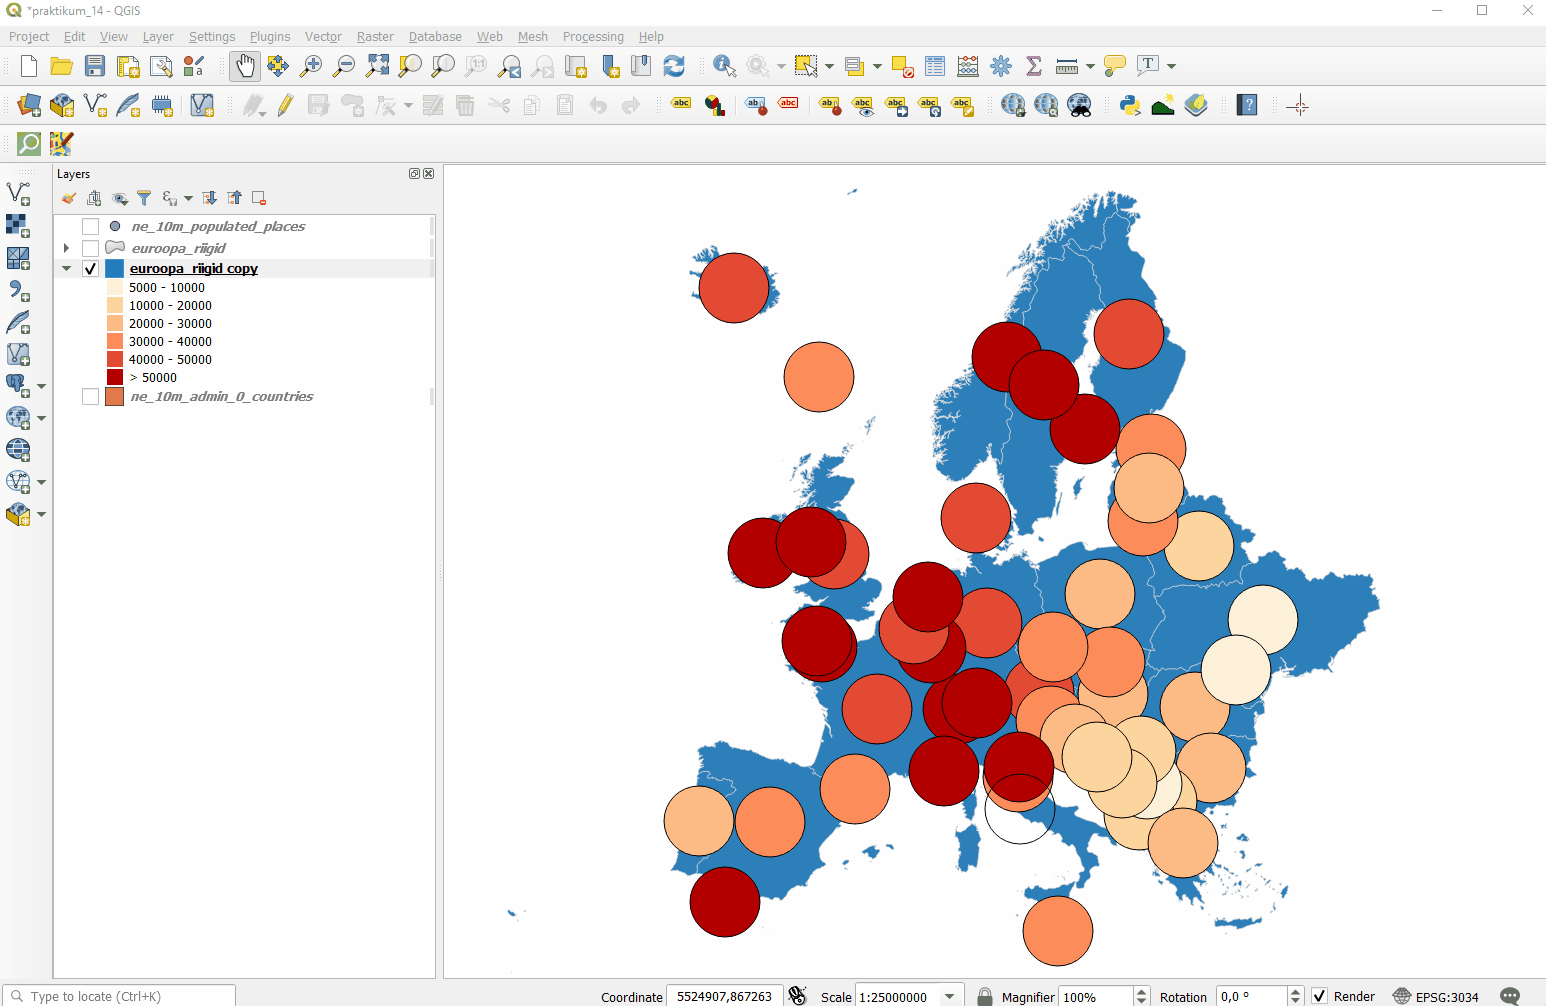 *praktikum_14 - QGIS
Project Edit View Layer Settings Plugins Vector Raster Database Web Mesh Processing Help
Layers
ne_10m_populated_places
euroopa_riigid
euroopa_riigid copy
5000 - 10000
10000 - 20000
20000 - 30000
30000 - 40000
40000 - 50000
> 50000
ne_10m_admin_0_countries
Type to locate (Ctrl+K)
Coordinate 5524907,867263 Scale 1:25000000 Magnifier 100% Rotation 0,0 ° Render EPSG:3034